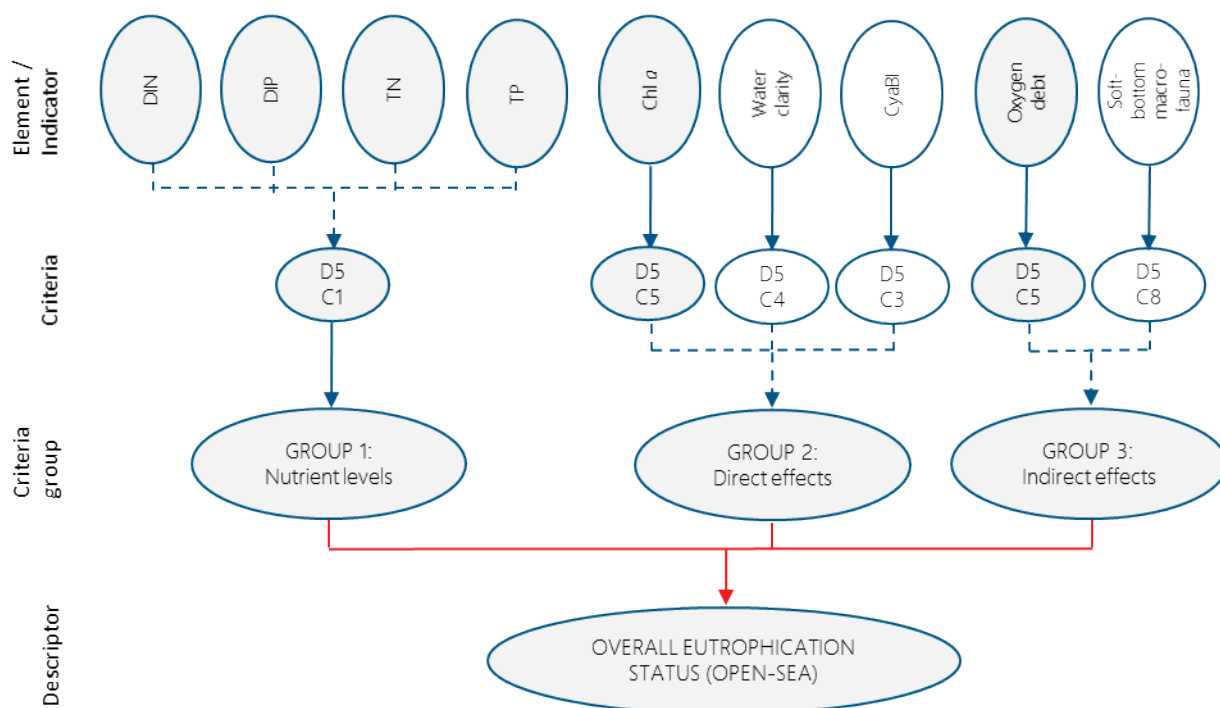 Element /
Indicator
DIN
DIP
TN
TP
Chl a
Water
clarity
CyaBl
Oxygen
debt
Soft-
bottom
macro-
fauna
Criteria
D5
C1
D5
C5
D5
C4
D5
C3
D5
C5
D5
C8
Criteria
group
GROUP 1:
Nutrient levels
GROUP 2:
Direct effects
GROUP 3:
Indirect effects
Descriptor
OVERALL EUTROPHICATION
STATUS (OPEN-SEA)